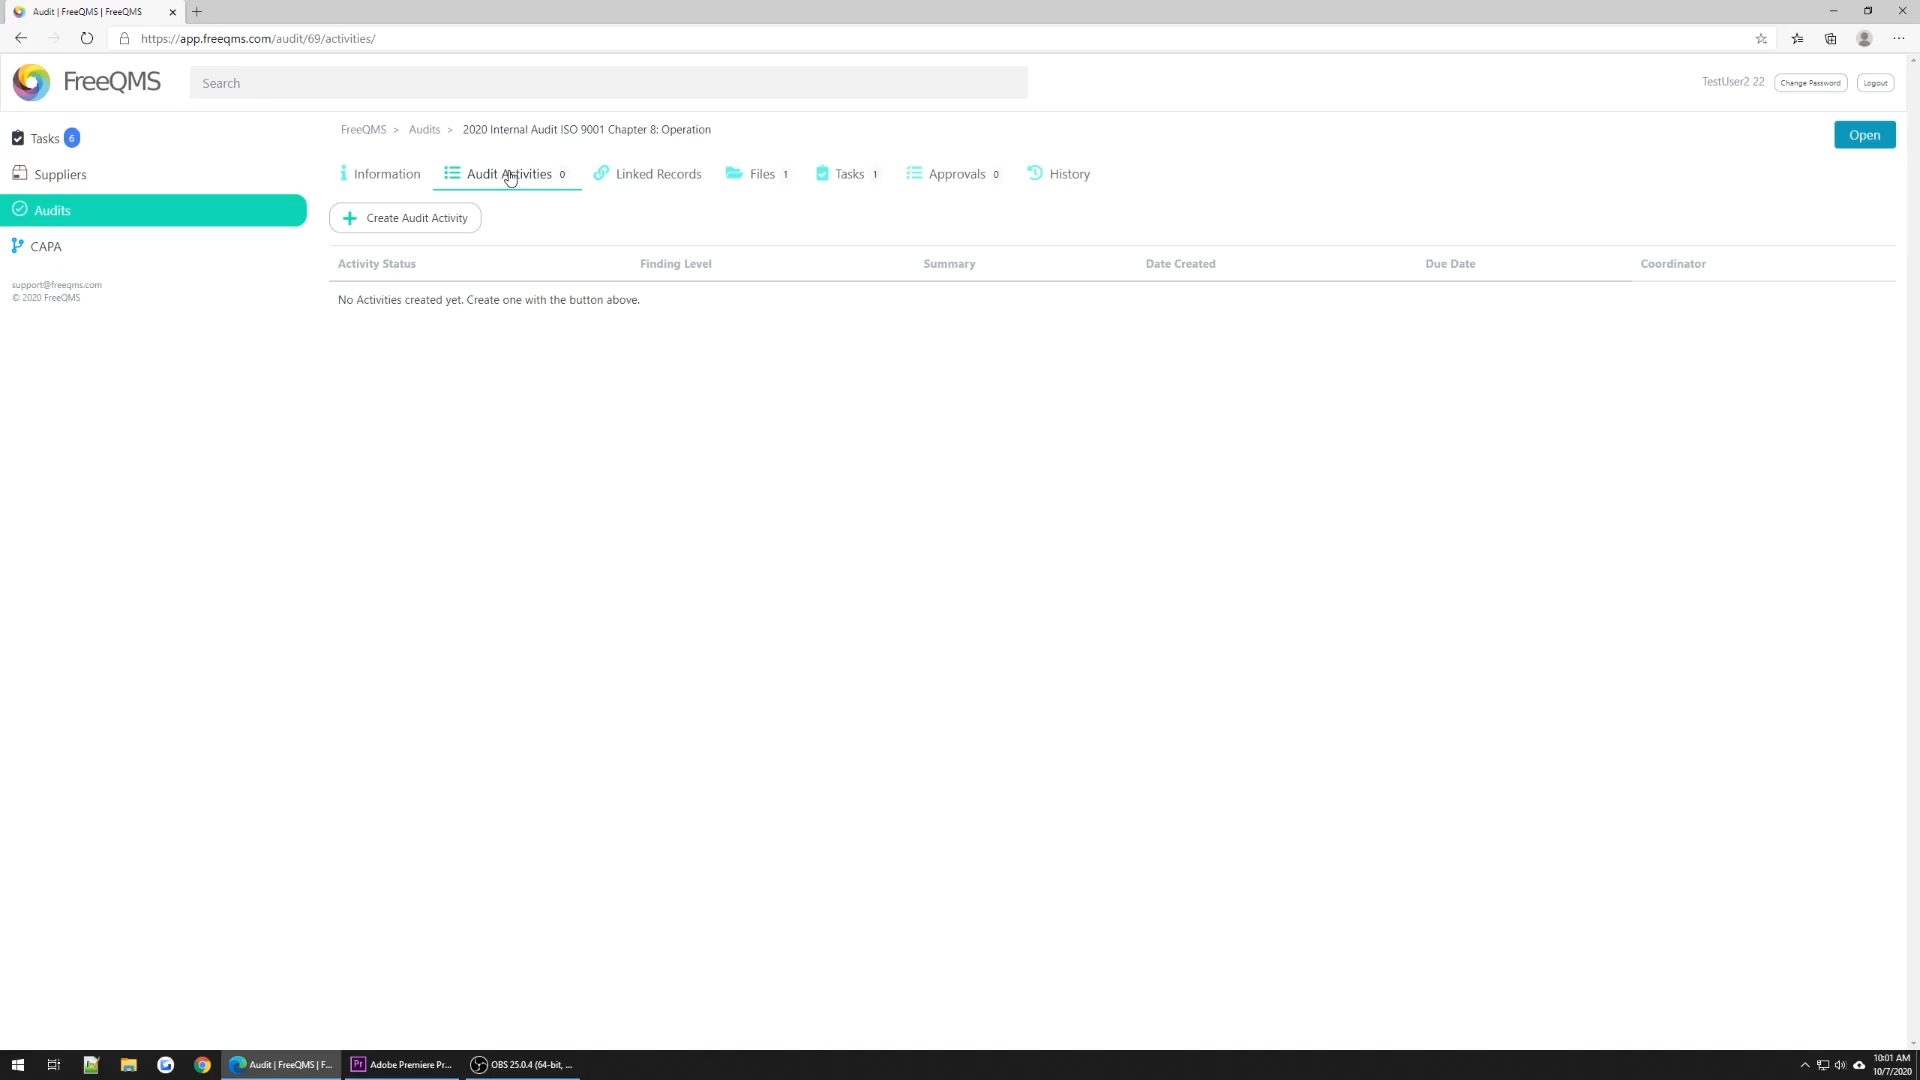 Audit | FreeQMS | FreeQMS
https://app.freeqms.com/audit/69/activities/
FreeQMS
Search
TestUser2 22
Change Password
Logout
Tasks 6
Suppliers
Audits
CAPA
support@freeqms.com
© 2020 FreeQMS
FreeQMS > Audits > 2020 Internal Audit ISO 9001 Chapter 8: Operation
Open
Information
Audit Activities 0
Linked Records
Files 1
Tasks 1
Approvals 0
History
Create Audit Activity
Activity Status Finding Level Summary Date Created Due Date Coordinator
No Activities created yet. Create one with the button above.
Audit | FreeQMS | F...
Pr Adobe Premiere Pr...
OBS 25.0.4 (64-bit, ...
10:01 AM
10/7/2020